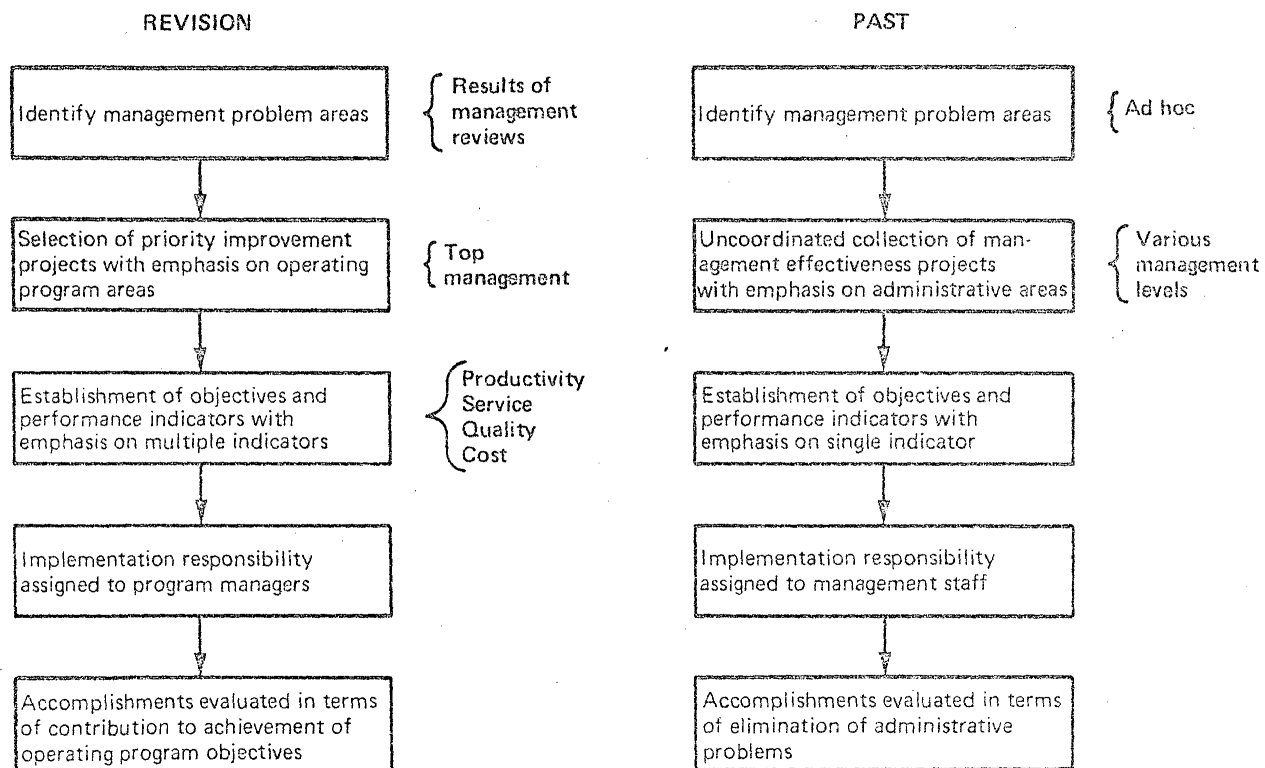 REVISION
Identify management problem areas
Results of
management
reviews
Selection of priority improvement
projects with emphasis on operating
program areas
Top
management
Establishment of objectives and
performance indicators with
emphasis on multiple indicators
Productivity
Service
Quality
Cost
Implementation responsibility
assigned to program managers
Accomplishments evaluated in terms
of contribution to achievement of
operating program objectives
PAST
Identify management problem areas
Ad hoc
Uncoordinated collection of man-
agement effectiveness projects
with emphasis on administrative areas
Various
management
levels
Establishment of objectives and
performance indicators with
emphasis on single indicator
Implementation responsibility
assigned to management staff
Accomplishments evaluated in terms
of elimination of administrative
problems